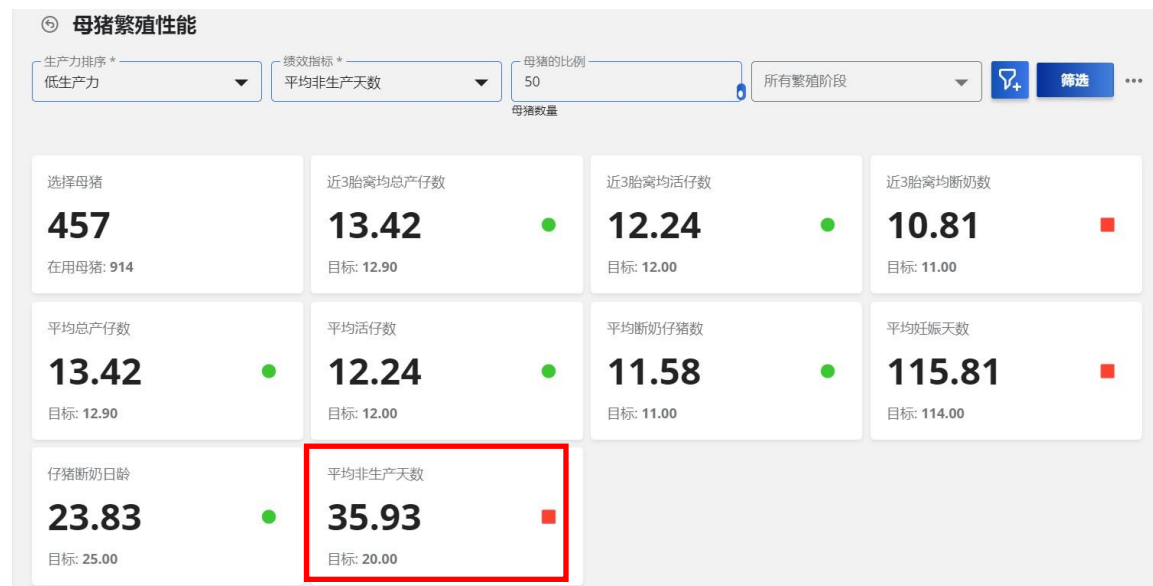 母猪繁殖性能
生产力排序 *
低生产力
绩效指标 *
平均非生产天数
母猪的比例
50
母猪数量
所有繁殖阶段
筛选
选择母猪
457
在用母猪: 914
近3胎窝均总产仔数
13.42
目标: 12.90
近3胎窝均活仔数
12.24
目标: 12.00
近3胎窝均断奶数
10.81
目标: 11.00
平均总产仔数
13.42
目标: 12.90
平均活仔数
12.24
目标: 12.00
平均断奶仔猪数
11.58
目标: 11.00
平均妊娠天数
115.81
目标: 114.00
仔猪断奶日龄
23.83
目标: 25.00
平均非生产天数
35.93
目标: 20.00